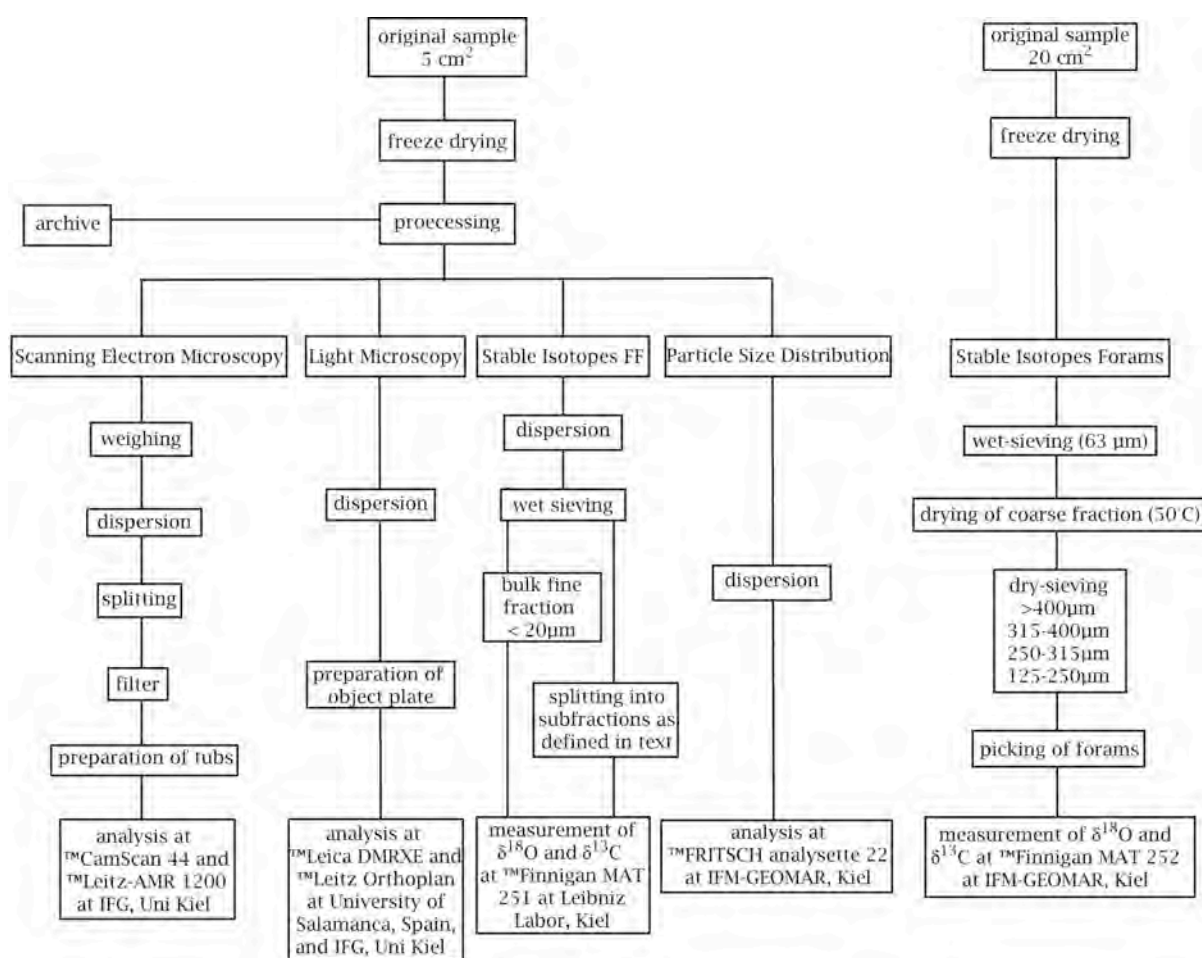 original sample
5 cm²
freeze drying
proecessing
archive
Scanning Electron Microscopy
weighing
dispersion
splitting
filter
preparation of tubs
analysis at
™CamScan 44 and
™Leitz-AMR 1200
at IFG, Uni Kiel
Light Microscopy
dispersion
preparation of
object plate
analysis at
™Leica DMRXE and
™Leitz Orthoplan
at University of
Salamanca, Spain,
and IFG, Uni Kiel
Stable Isotopes FF
dispersion
wet sieving
bulk fine
fraction
< 20µm
splitting into
subfractions as
defined in text
measurement of
δ¹⁸O and δ¹³C
at ™Finnigan MAT
251 at Leibniz
Labor, Kiel
Particle Size Distribution
dispersion
analysis at
™FRITSCH analysette 22
at IFM-GEOMAR, Kiel
original sample
20 cm²
freeze drying
Stable Isotopes Forams
wet-sieving (63 µm)
drying of coarse fraction (50°C)
dry-sieving
>400µm
315-400µm
250-315µm
125-250µm
picking of forams
measurement of δ¹⁸O and
δ¹³C at ™Finnigan MAT 252
at IFM-GEOMAR, Kiel